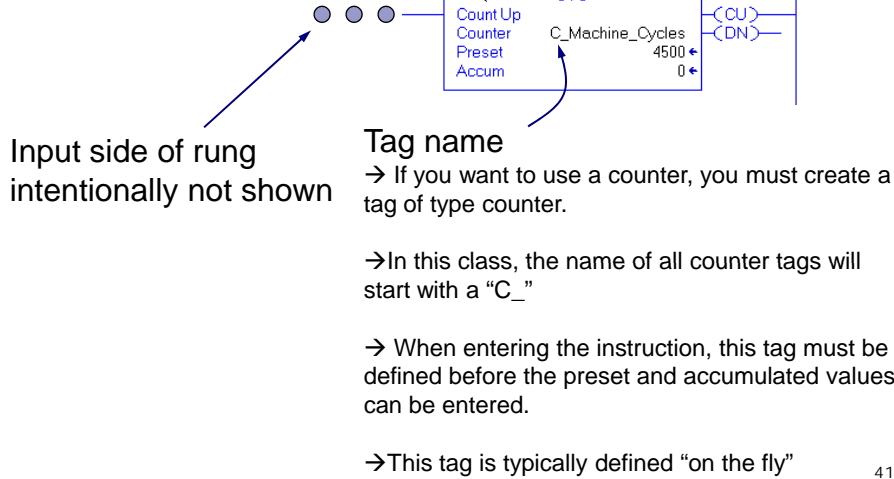 Count Up
Counter C_Machine_Cycles
Preset 4500
Accum 0
(CU)
(DN)
Input side of rung
intentionally not shown
Tag name
→ If you want to use a counter, you must create a
tag of type counter.
→In this class, the name of all counter tags will
start with a “C_”
→ When entering the instruction, this tag must be
defined before the preset and accumulated values
can be entered.
→This tag is typically defined “on the fly”
41